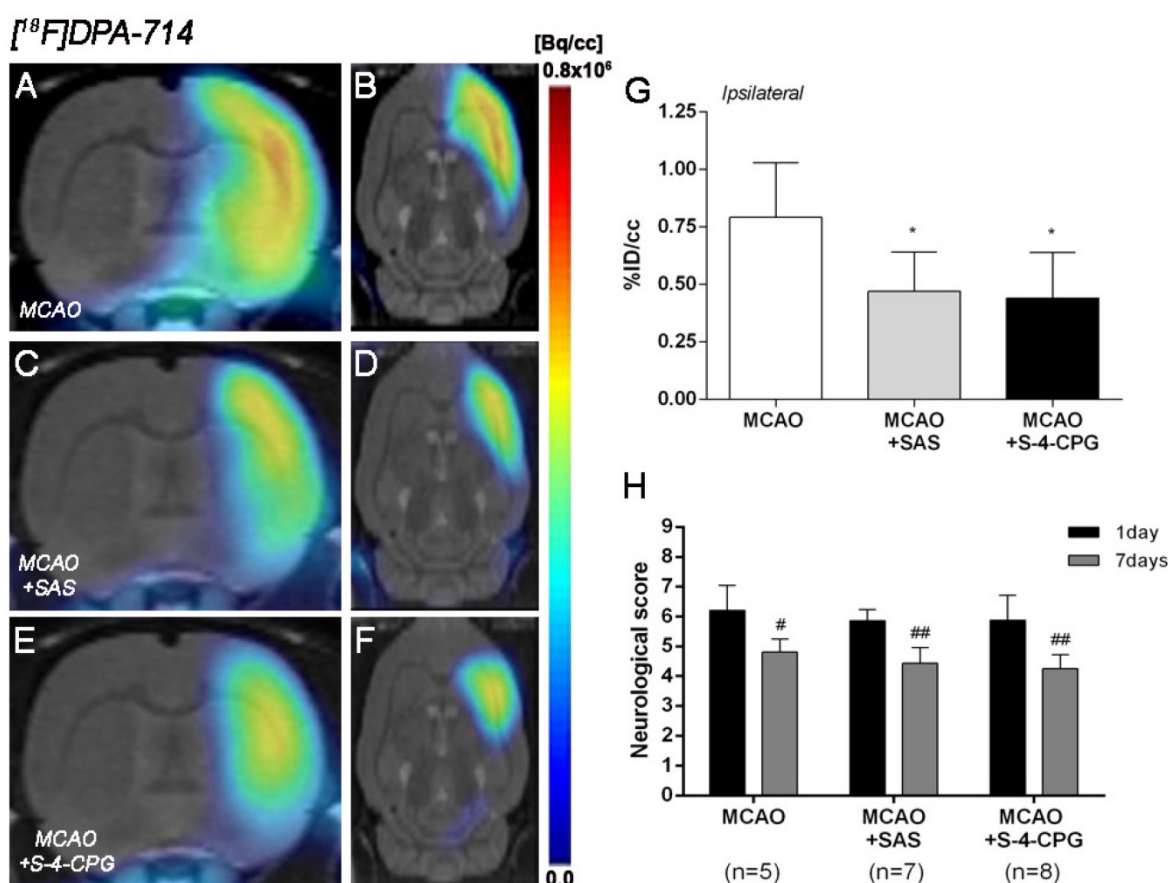 [¹⁸F]DPA-714
[Bq/cc]
0.8x10⁶
0.0
A
MCAO
B
C
MCAO
+SAS
D
E
MCAO
+S-4-CPG
F
G
Ipsilateral
%ID/cc
1.25
1.00
0.75
0.50
0.25
0.00
* *
MCAO MCAO MCAO
+SAS +S-4-CPG
H
Neurological score
9
8
7
6
5
4
3
2
1
0
1day
7days
# ## ##
MCAO MCAO MCAO
+SAS +S-4-CPG
(n=5) (n=7) (n=8)